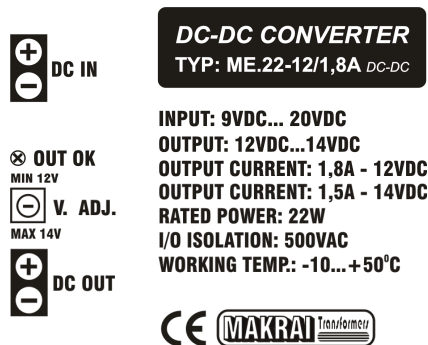 DC IN
OUT OK
MIN 12V
V. ADJ.
MAX 14V
DC OUT
DC-DC CONVERTER
TYP: ME.22-12/1,8A DC-DC
INPUT: 9VDC... 20VDC
OUTPUT: 12VDC...14VDC
OUTPUT CURRENT: 1,8A - 12VDC
OUTPUT CURRENT: 1,5A - 14VDC
RATED POWER: 22W
I/O ISOLATION: 500VAC
WORKING TEMP.: -10...+50°C
CE MAKRAI Transformers